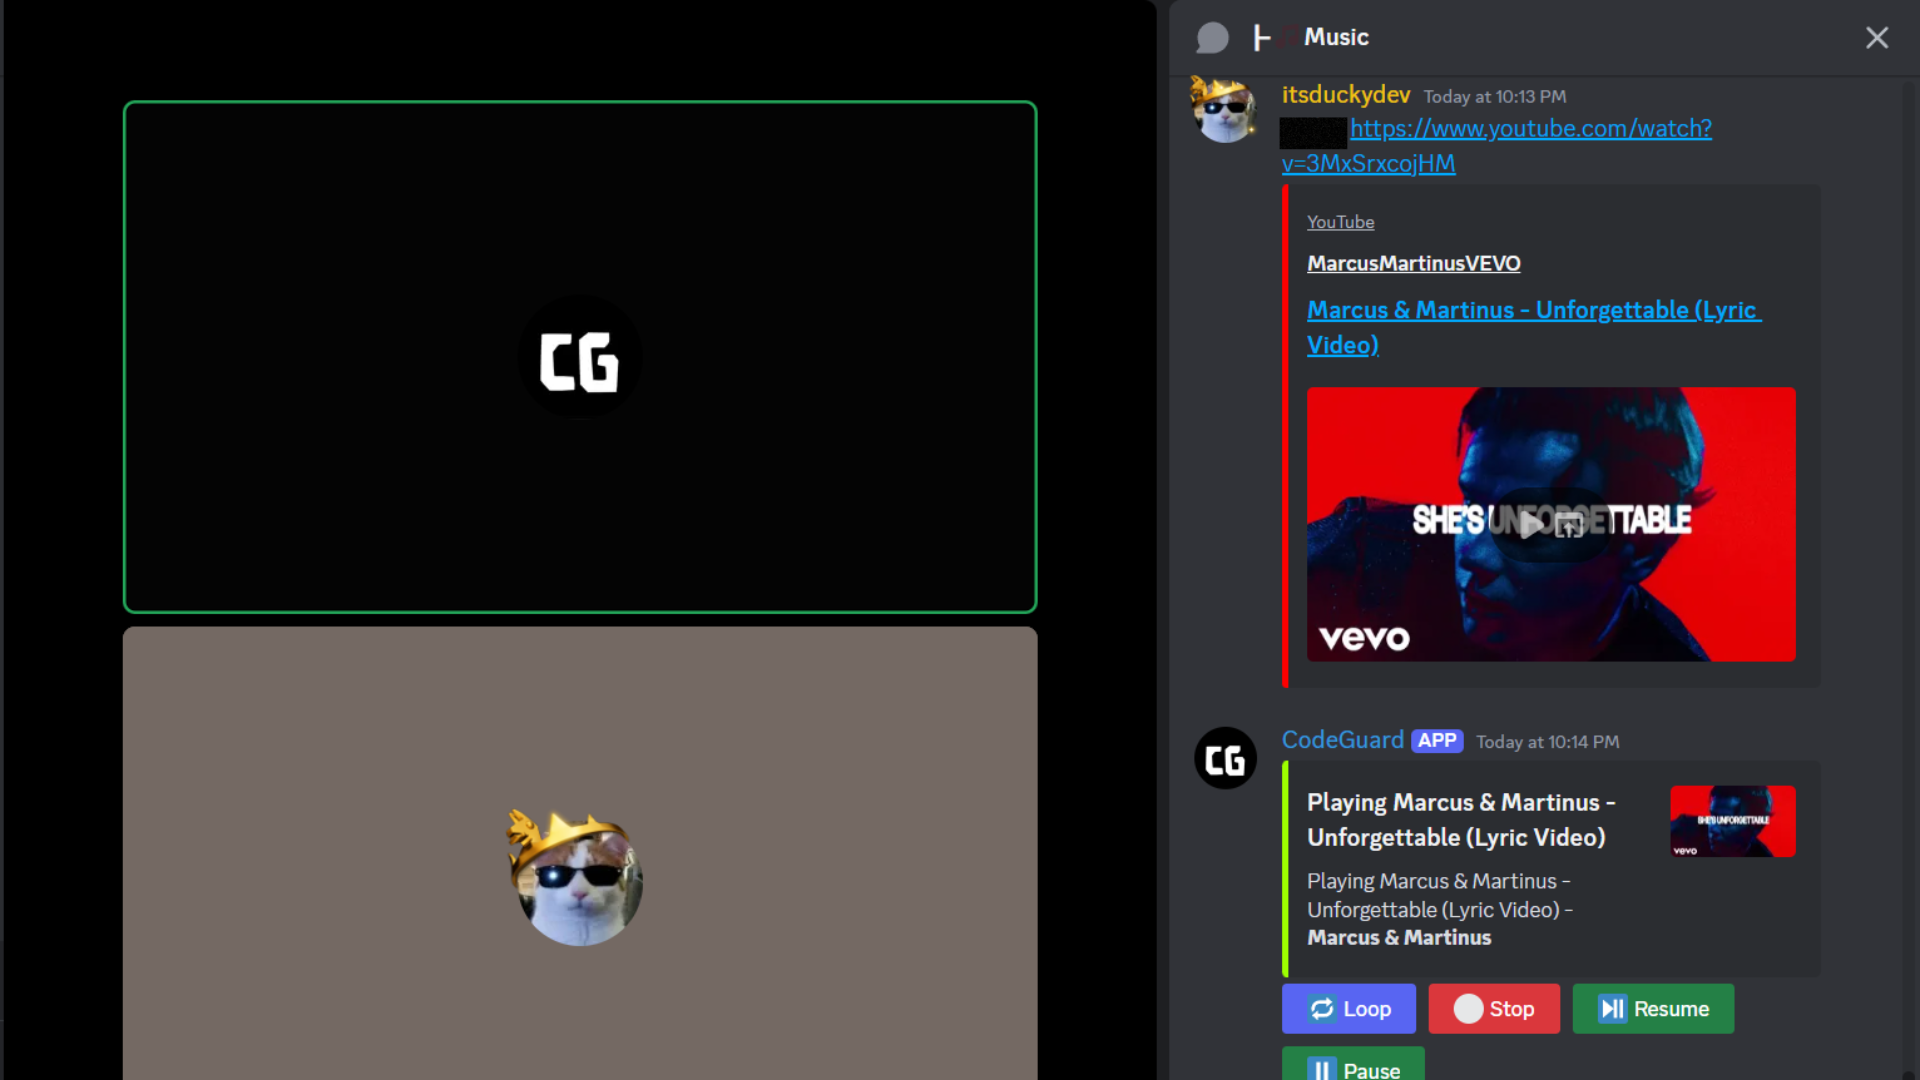 CG
Music
itsduckydev Today at 10:13 PM
https://www.youtube.com/watch?
v=3MxSrxcojHM
YouTube
MarcusMartinusVEVO
Marcus & Martinus - Unforgettable (Lyric
Video)
SHE'S UNFORGETTABLE
vevo
CG
CodeGuard APP Today at 10:14 PM
Playing Marcus & Martinus -
Unforgettable (Lyric Video)
SHE'S UNFORGETTABLE
vevo
Playing Marcus & Martinus -
Unforgettable (Lyric Video) -
Marcus & Martinus
Loop
Stop
Resume
Pause